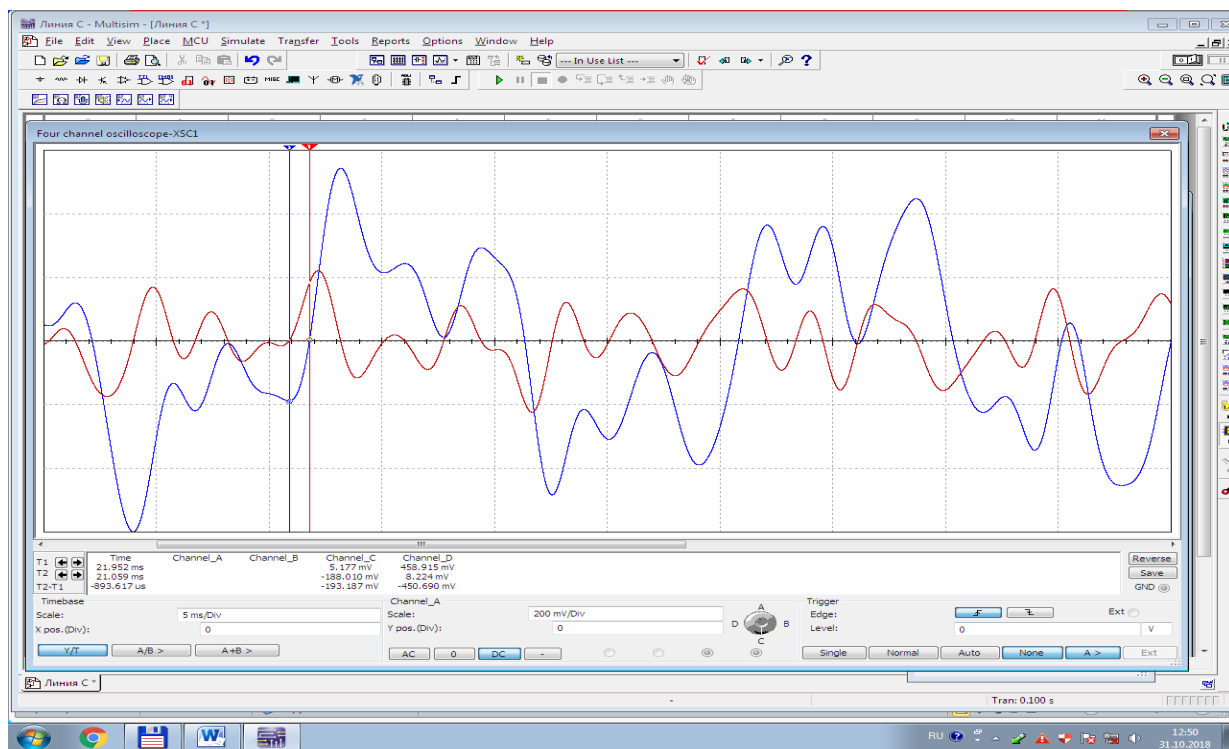 Линия C - Multisim - [Линия C *]
File Edit View Place MCU Simulate Transfer Tools Reports Options Window Help
--- In Use List ---
MISC
Four channel oscilloscope-XSC1
Time Channel_A Channel_B Channel_C Channel_D
T1 21.952 ms 5.177 mV 458.915 mV
T2 21.059 ms -188.010 mV 8.224 mV
T2-T1 -893.617 us -193.187 mV -450.690 mV
Reverse
Save
GND
Timebase
Scale: 5 ms/Div
X pos.(Div): 0
Y/T A/B > A+B >
Channel_A
Scale: 200 mV/Div
Y pos.(Div): 0
AC 0 DC -
A
D B
C
Trigger
Edge: Ext
Level: 0 V
Single Normal Auto None A > Ext
Линия C *
- Tran: 0.100 s
RU 12:50
31.10.2018